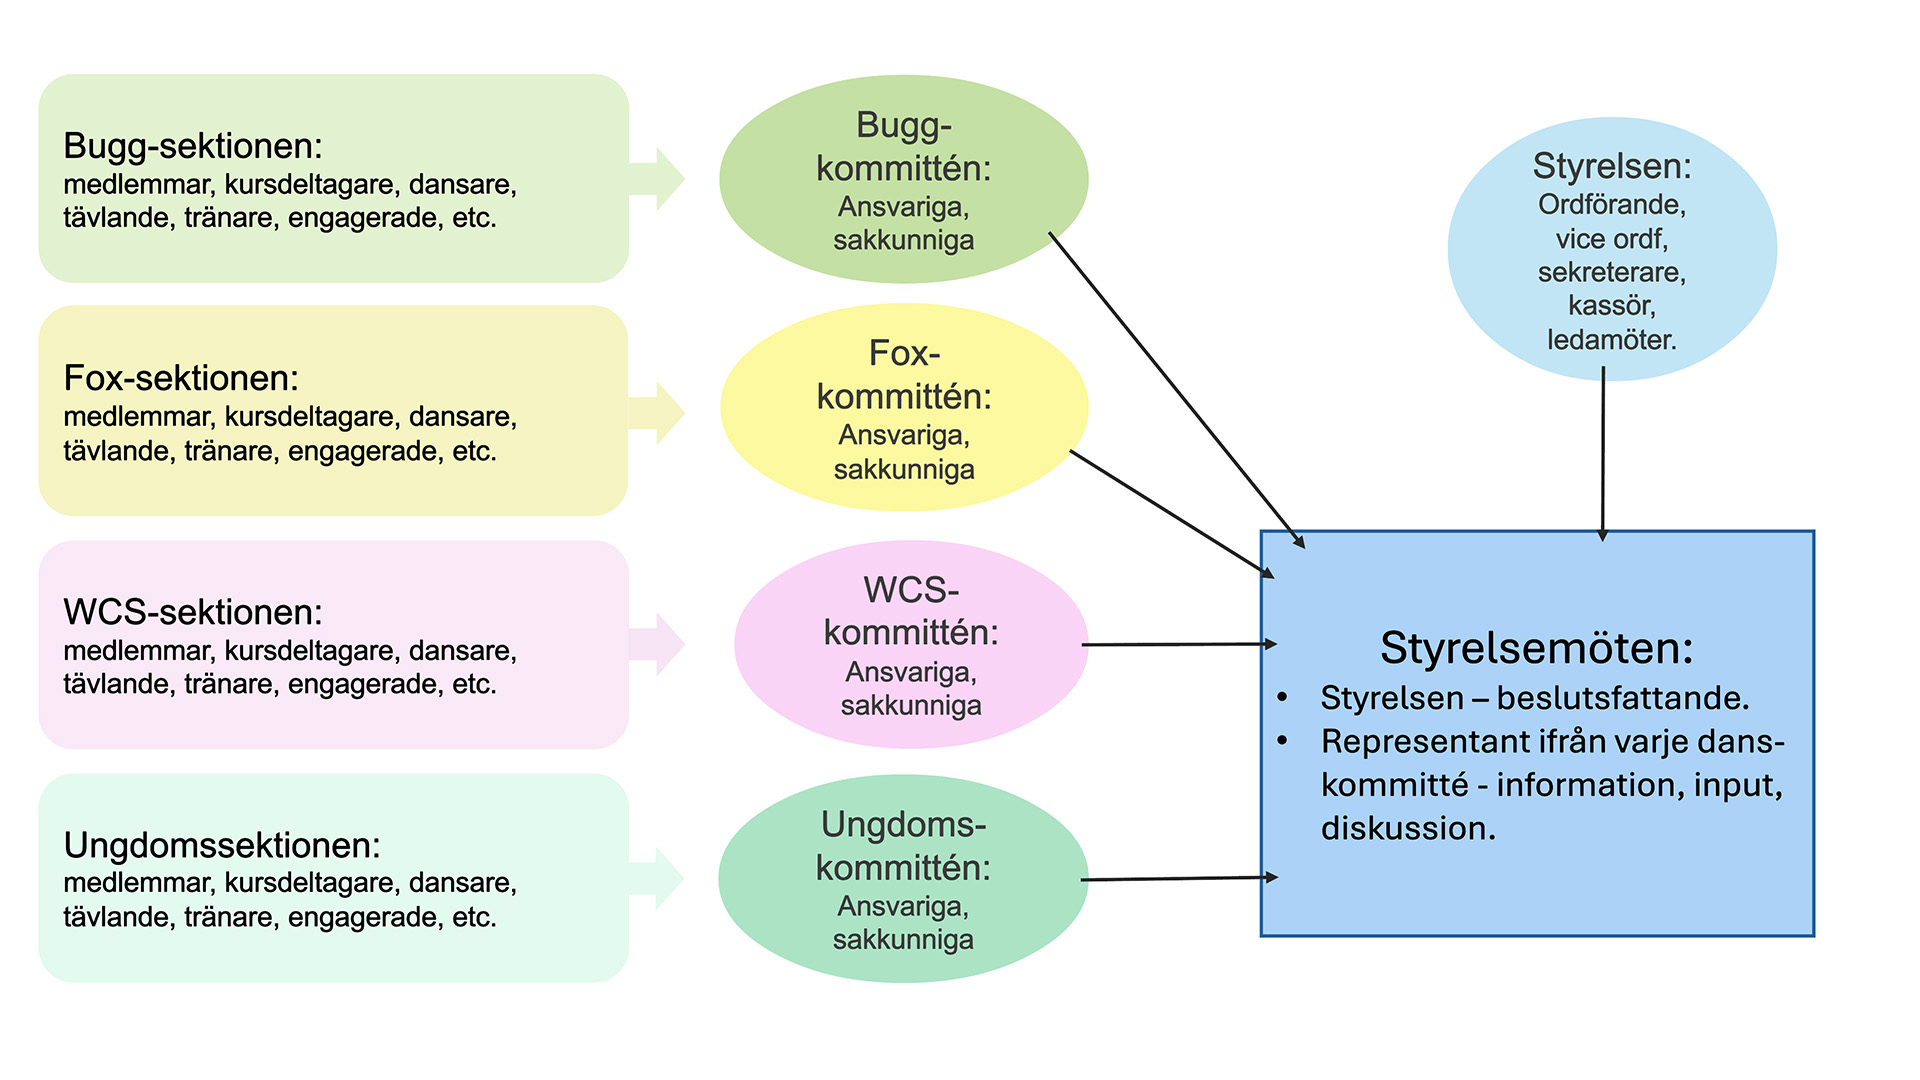 Bugg-sektionen:
medlemmar, kursdeltagare, dansare,
tävlande, tränare, engagerade, etc.
Bugg-
kommittén:
Ansvariga,
sakkunniga
Styrelsen:
Ordförande,
vice ordf,
sekreterare,
kassör,
ledamöter.
Fox-sektionen:
medlemmar, kursdeltagare, dansare,
tävlande, tränare, engagerade, etc.
Fox-
kommittén:
Ansvariga,
sakkunniga
WCS-sektionen:
medlemmar, kursdeltagare, dansare,
tävlande, tränare, engagerade, etc.
WCS-
kommittén:
Ansvariga,
sakkunniga
Styrelsemöten:
• Styrelsen – beslutsfattande.
• Representant ifrån varje dans-
kommitté - information, input,
diskussion.
Ungdomssektionen:
medlemmar, kursdeltagare, dansare,
tävlande, tränare, engagerade, etc.
Ungdoms-
kommittén:
Ansvariga,
sakkunniga